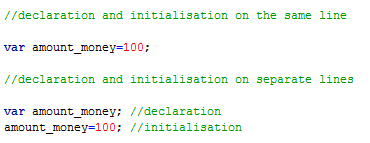 //declaration and initialisation on the same line
var amount_money=100;
//declaration and initialisation on separate lines
var amount_money; //declaration
amount_money=100; //initialisation